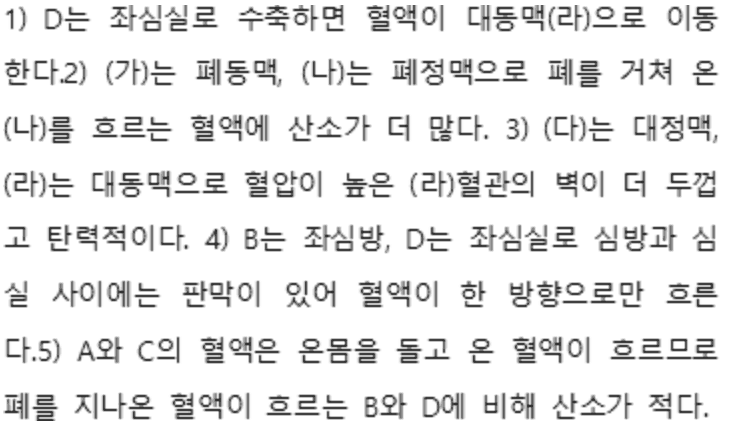 1) D는 좌심실로 수축하면 혈액이 대동맥(라)으로 이동
한다.2) (가)는 폐동맥, (나)는 폐정맥으로 폐를 거쳐 온
(나)를 흐르는 혈액에 산소가 더 많다. 3) (다)는 대정맥,
(라)는 대동맥으로 혈압이 높은 (라)혈관의 벽이 더 두껍
고 탄력적이다. 4) B는 좌심방, D는 좌심실로 심방과 심
실 사이에는 판막이 있어 혈액이 한 방향으로만 흐른
다.5) A와 C의 혈액은 온몸을 돌고 온 혈액이 흐르므로
폐를 지나온 혈액이 흐르는 B와 D에 비해 산소가 적다.